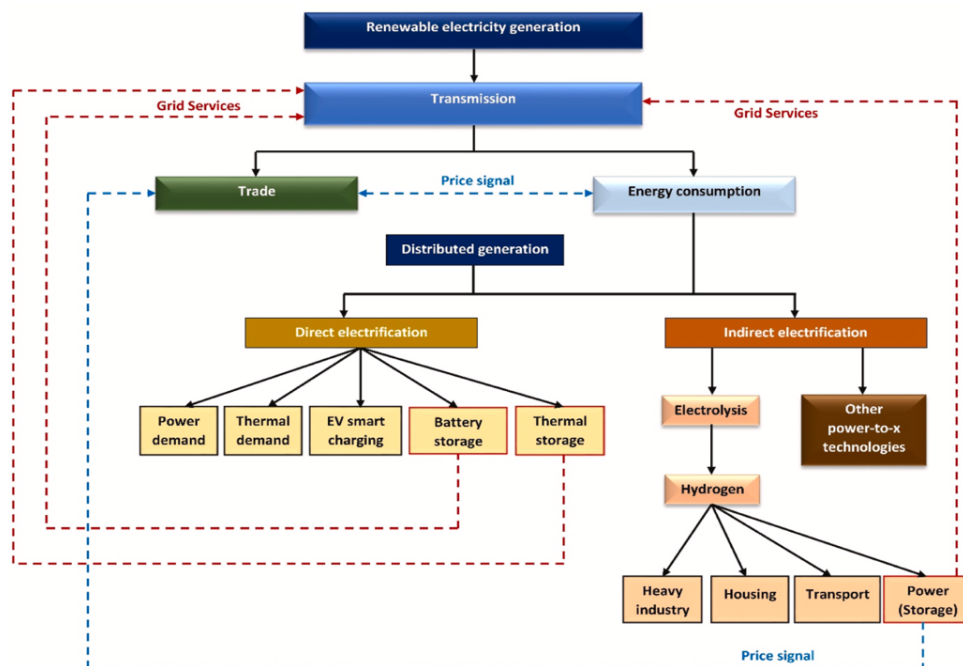 Renewable electricity generation
Grid Services
Transmission
Grid Services
Trade
Price signal
Energy consumption
Distributed generation
Direct electrification
Indirect electrification
Power
demand
Thermal
demand
EV smart
charging
Battery
storage
Thermal
storage
Electrolysis
Other
power-to-x
technologies
Hydrogen
Heavy
industry
Housing
Transport
Power
(Storage)
Price signal